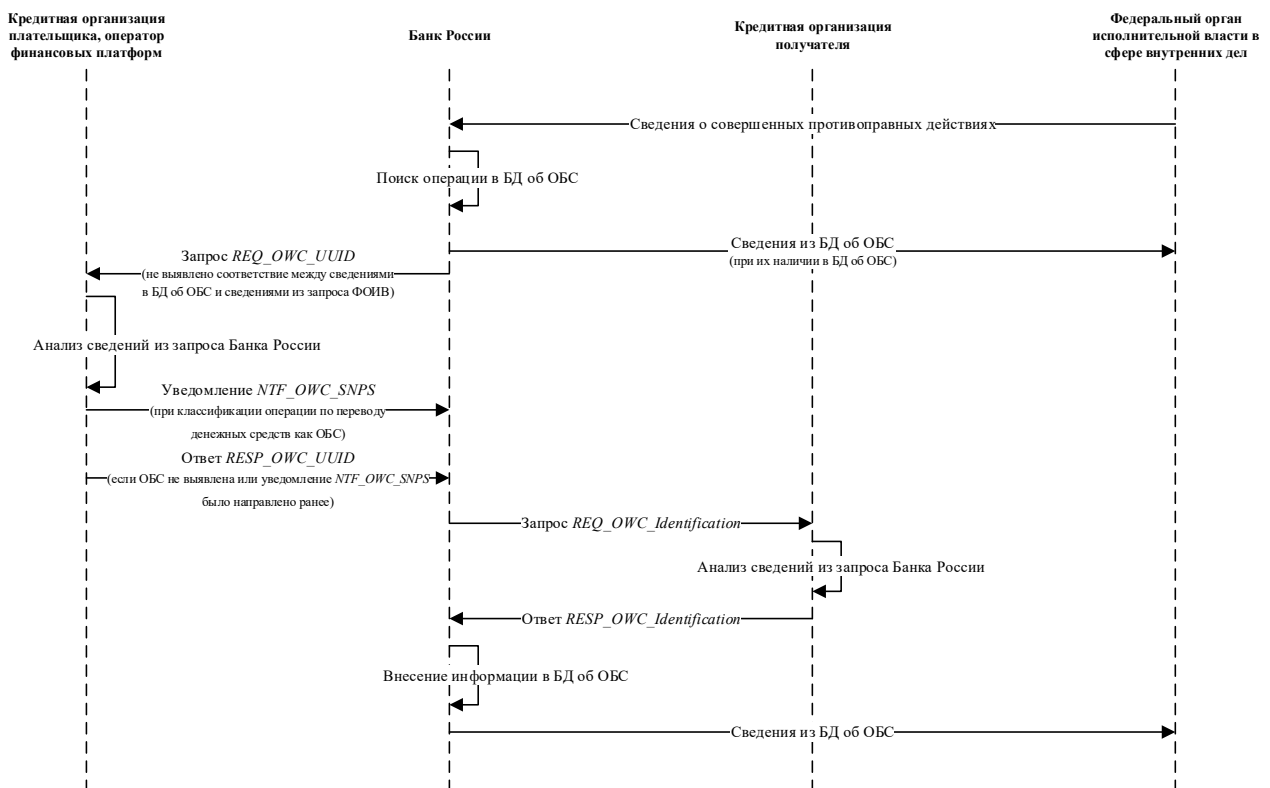 Кредитная организация
плательщика, оператор
финансовых платформ
Банк России
Кредитная организация
получателя
Федеральный орган
исполнительной власти в
сфере внутренних дел
Сведения о совершенных противоправных действиях
Поиск операции в БД об ОБС
Сведения из БД об ОБС
(при их наличии в БД об ОБС)
Запрос REQ_OWC_UUID
(не выявлено соответствие между сведениями
в БД об ОБС и сведениями из запроса ФОИВ)
Анализ сведений из запроса Банка России
Уведомление NTF_OWC_SNPS
(при классификации операции по переводу
денежных средств как ОБС)
Ответ RESP_OWC_UUID
(если ОБС не выявлена или уведомление NTF_OWC_SNPS
было направлено ранее)
Запрос REQ_OWC_Identification
Анализ сведений из запроса Банка России
Ответ RESP_OWC_Identification
Внесение информации в БД об ОБС
Сведения из БД об ОБС